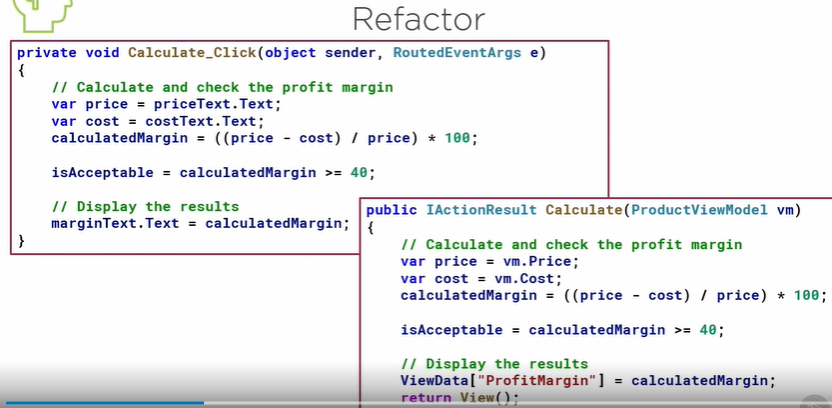 Refactor
private void Calculate_Click(object sender, RoutedEventArgs e)
{
// Calculate and check the profit margin
var price = priceText.Text;
var cost = costText.Text;
calculatedMargin = ((price - cost) / price) * 100;
isAcceptable = calculatedMargin >= 40;
// Display the results
marginText.Text = calculatedMargin;
}
public IActionResult Calculate(ProductViewModel vm)
{
// Calculate and check the profit margin
var price = vm.Price;
var cost = vm.Cost;
calculatedMargin = ((price - cost) / price) * 100;
isAcceptable = calculatedMargin >= 40;
// Display the results
ViewData["ProfitMargin"] = calculatedMargin;
return View();